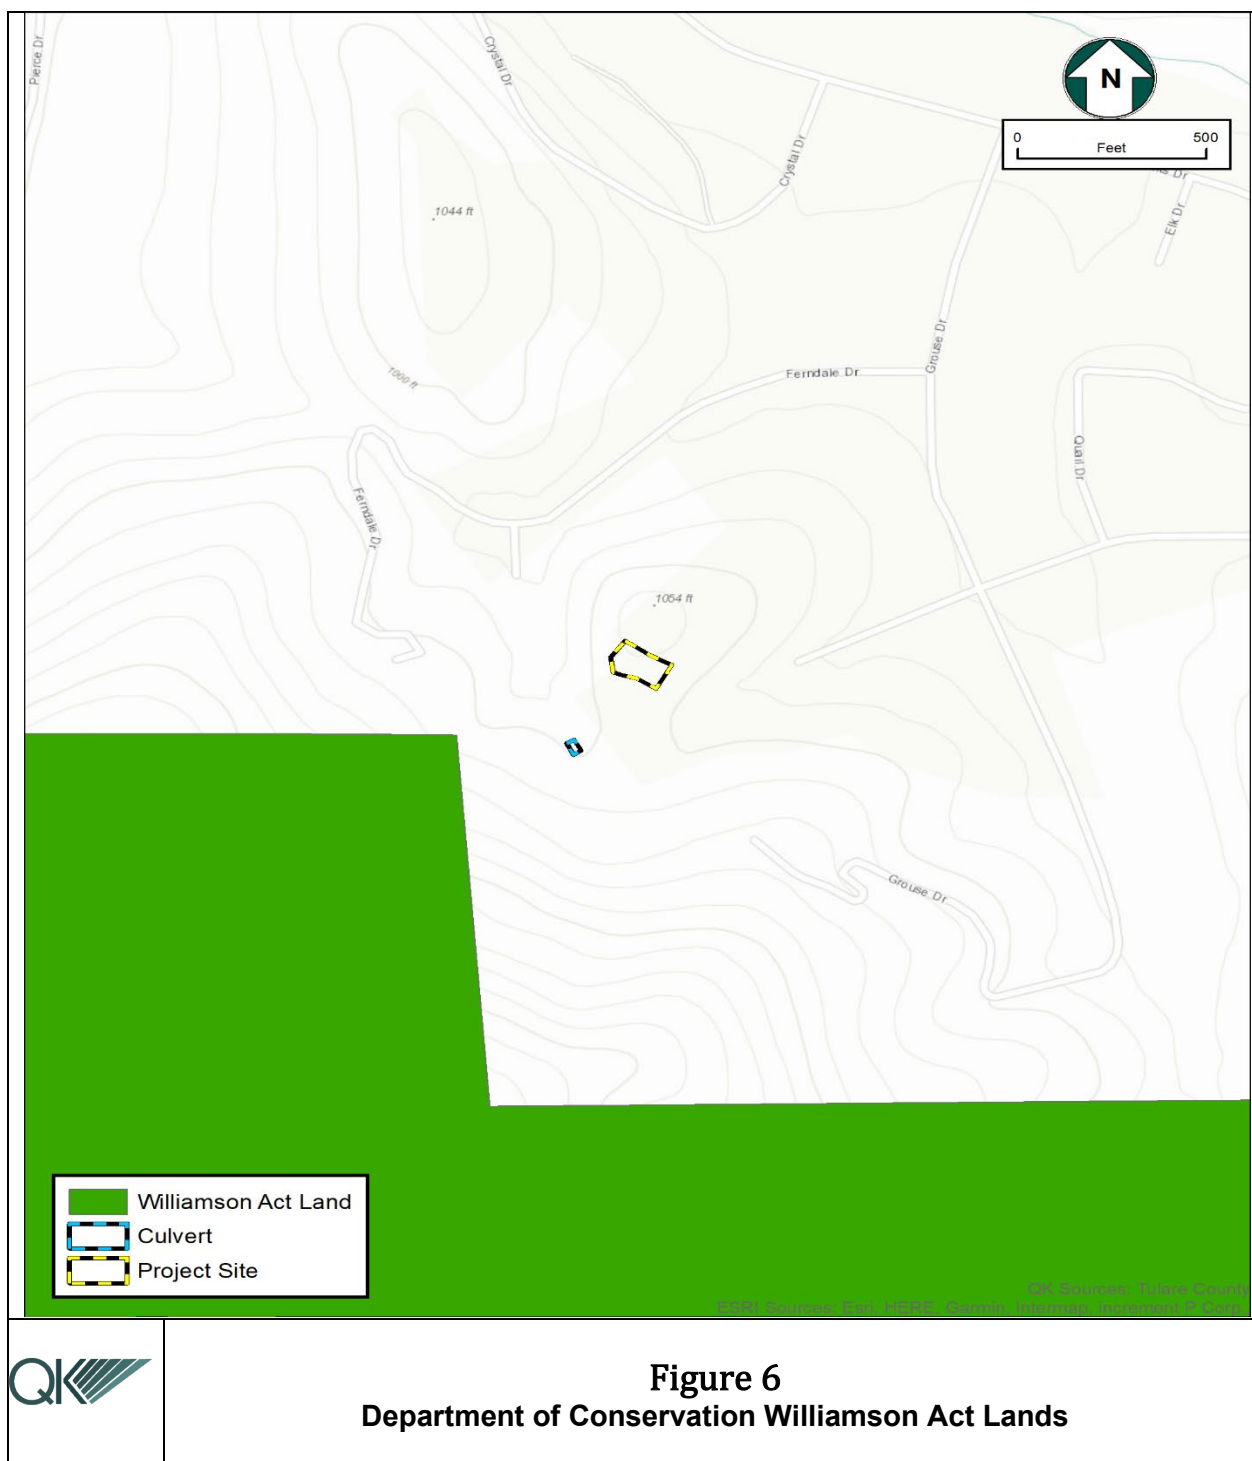 Pierce Dr
Crystal Dr
N
0 500
Feet
Crystal Dr
Dr
Elk Dr
1044 ft
Grouse Dr
1000 ft
Ferndale Dr
Quail Dr
Ferndale Dr
1054 ft
Grouse Dr
Williamson Act Land
Culvert
Project Site
QK Sources: Tulare County
ESRI Sources: Esri, HERE, Garmin, Intermap, increment P Corp.,
QK
Figure 6
Department of Conservation Williamson Act Lands